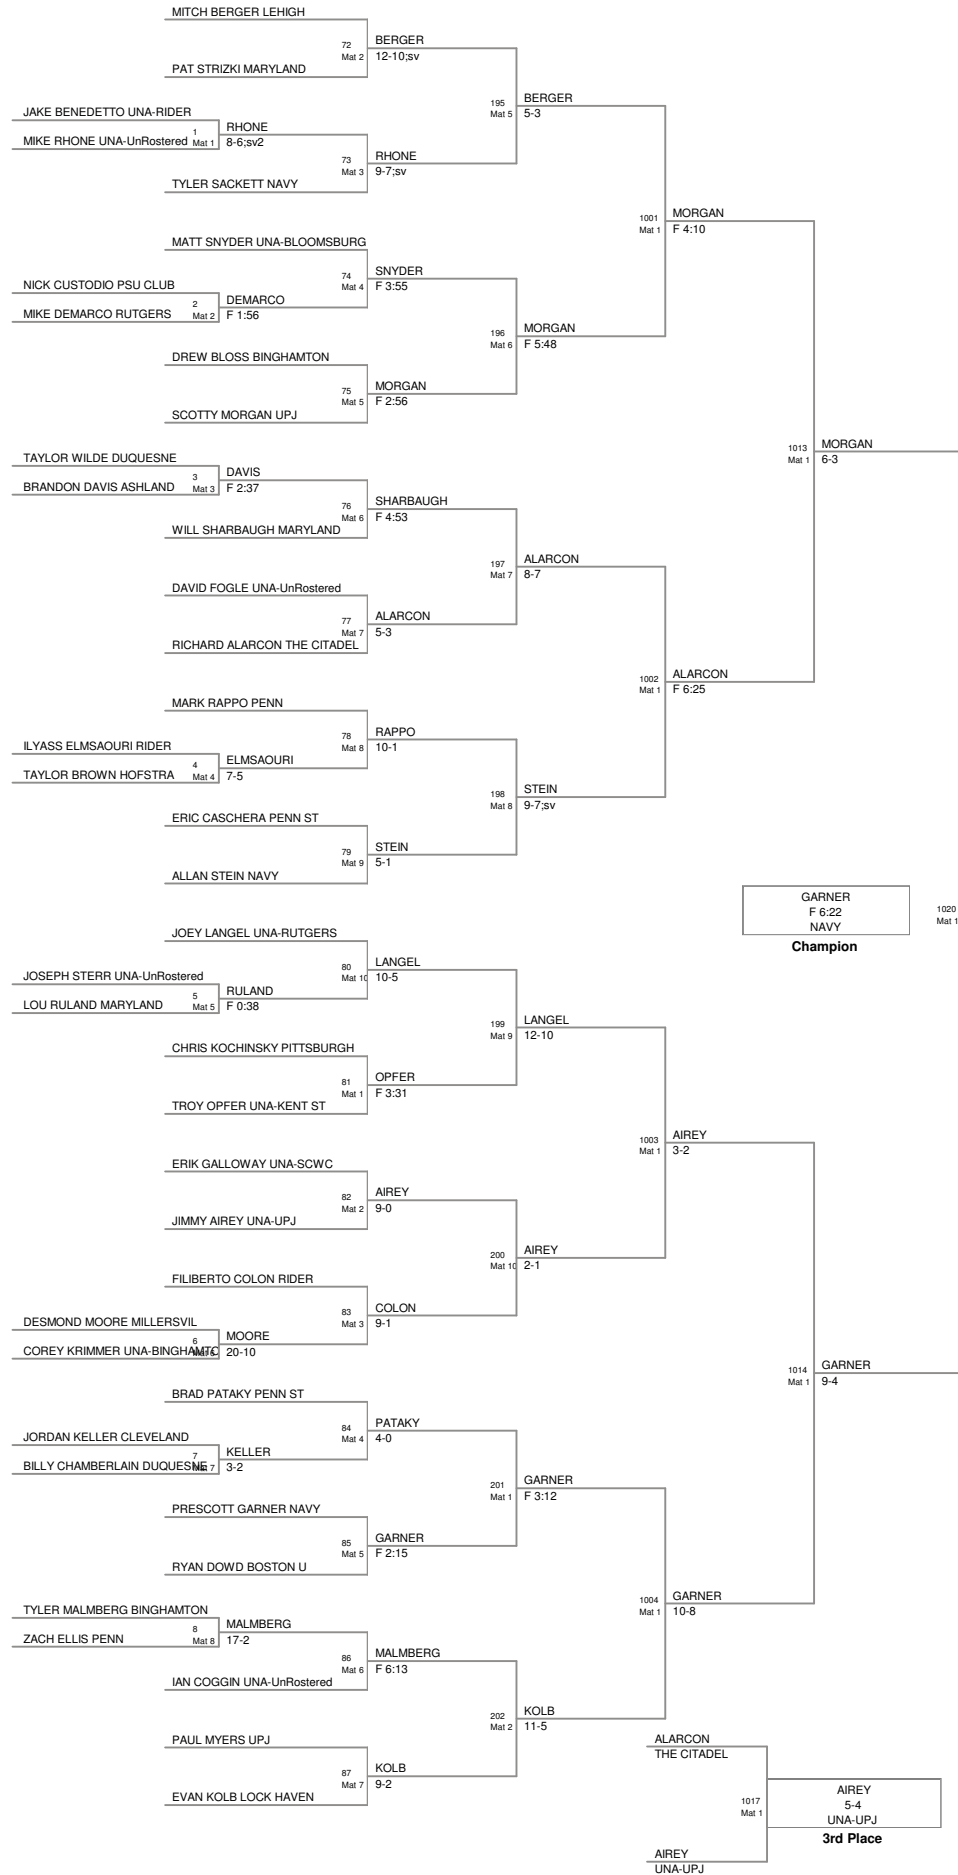 MITCH BERGER LEHIGH
72
Mat 2
BERGER
12-10;sv
PAT STRIZKI MARYLAND
195
Mat 5
BERGER
5-3
JAKE BENEDETTO UNA-RIDER
1
Mat 1
RHONE
8-6;sv2
MIKE RHONE UNA-UnRostered
73
Mat 3
RHONE
9-7;sv
TYLER SACKETT NAVY
1001
Mat 1
MORGAN
F 4:10
MATT SNYDER UNA-BLOOMSBURG
74
Mat 4
SNYDER
F 3:55
NICK CUSTODIO PSU CLUB
2
Mat 2
DEMARCO
F 1:56
MIKE DEMARCO RUTGERS
196
Mat 6
MORGAN
F 5:48
DREW BLOSS BINGHAMTON
75
Mat 5
MORGAN
F 2:56
SCOTTY MORGAN UPJ
1013
Mat 1
MORGAN
6-3
TAYLOR WILDE DUQUESNE
3
Mat 3
DAVIS
F 2:37
BRANDON DAVIS ASHLAND
76
Mat 6
SHARBAUGH
F 4:53
WILL SHARBAUGH MARYLAND
197
Mat 7
ALARCON
8-7
DAVID FOGLE UNA-UnRostered
77
Mat 7
ALARCON
5-3
RICHARD ALARCON THE CITADEL
1002
Mat 1
ALARCON
F 6:25
MARK RAPPO PENN
78
Mat 8
RAPPO
10-1
ILYASS ELMSAOURI RIDER
4
Mat 4
ELMSAOURI
7-5
TAYLOR BROWN HOFSTRA
198
Mat 8
STEIN
9-7;sv
ERIC CASCHERA PENN ST
79
Mat 9
STEIN
5-1
ALLAN STEIN NAVY
GARNER
F 6:22
NAVY
Champion
1020
Mat 1
JOEY LANGEL UNA-RUTGERS
80
Mat 10
LANGEL
10-5
JOSEPH STERR UNA-UnRostered
5
Mat 5
RULAND
F 0:38
LOU RULAND MARYLAND
199
Mat 9
LANGEL
12-10
CHRIS KOCHINSKY PITTSBURGH
81
Mat 1
OPFER
F 3:31
TROY OPFER UNA-KENT ST
1003
Mat 1
AIREY
3-2
ERIK GALLOWAY UNA-SCWC
82
Mat 2
AIREY
9-0
JIMMY AIREY UNA-UPJ
200
Mat 10
AIREY
2-1
FILIBERTO COLON RIDER
83
Mat 3
COLON
9-1
DESMOND MOORE MILLERSVIL
6
MOORE
20-10
COREY KRIMMER UNA-BINGHAMTO
1014
Mat 1
GARNER
9-4
BRAD PATAKY PENN ST
84
Mat 4
PATAKY
4-0
JORDAN KELLER CLEVELAND
7
Mat 7
KELLER
3-2
BILLY CHAMBERLAIN DUQUESNE
201
Mat 1
GARNER
F 3:12
PRESCOTT GARNER NAVY
85
Mat 5
GARNER
F 2:15
RYAN DOWD BOSTON U
1004
Mat 1
GARNER
10-8
TYLER MALMBERG BINGHAMTON
8
Mat 8
MALMBERG
17-2
ZACH ELLIS PENN
86
Mat 6
MALMBERG
F 6:13
IAN COGGIN UNA-UnRostered
202
Mat 2
KOLB
11-5
PAUL MYERS UPJ
87
Mat 7
KOLB
9-2
EVAN KOLB LOCK HAVEN
ALARCON
THE CITADEL
1017
Mat 1
AIREY
5-4
UNA-UPJ
3rd Place
AIREY
UNA-UPJ